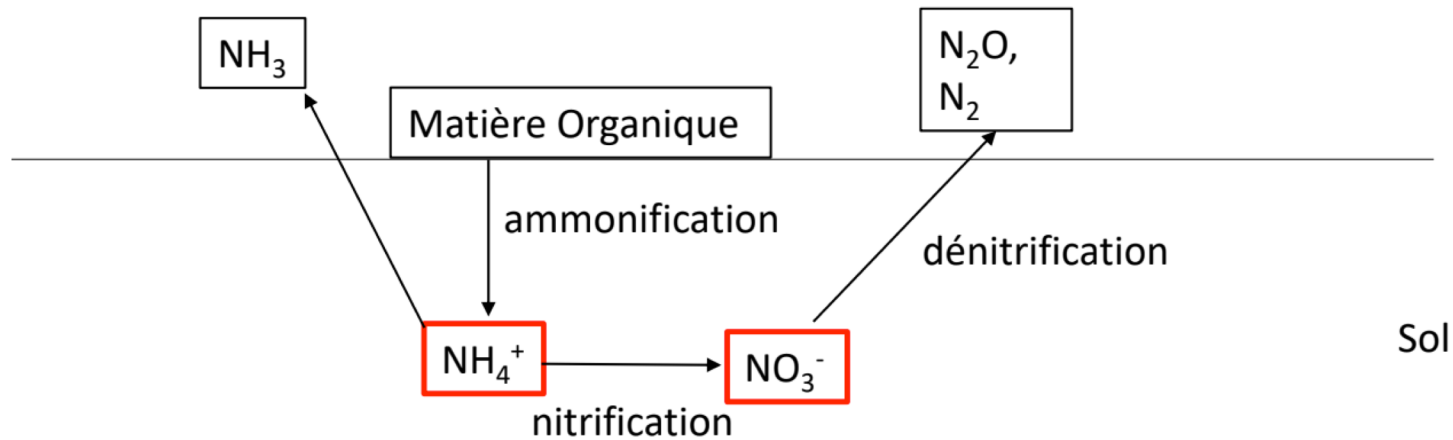 NH₃
Matière Organique
N₂O,
N₂
ammonification
dénitrification
NH₄⁺
NO₃⁻
Sol
nitrification